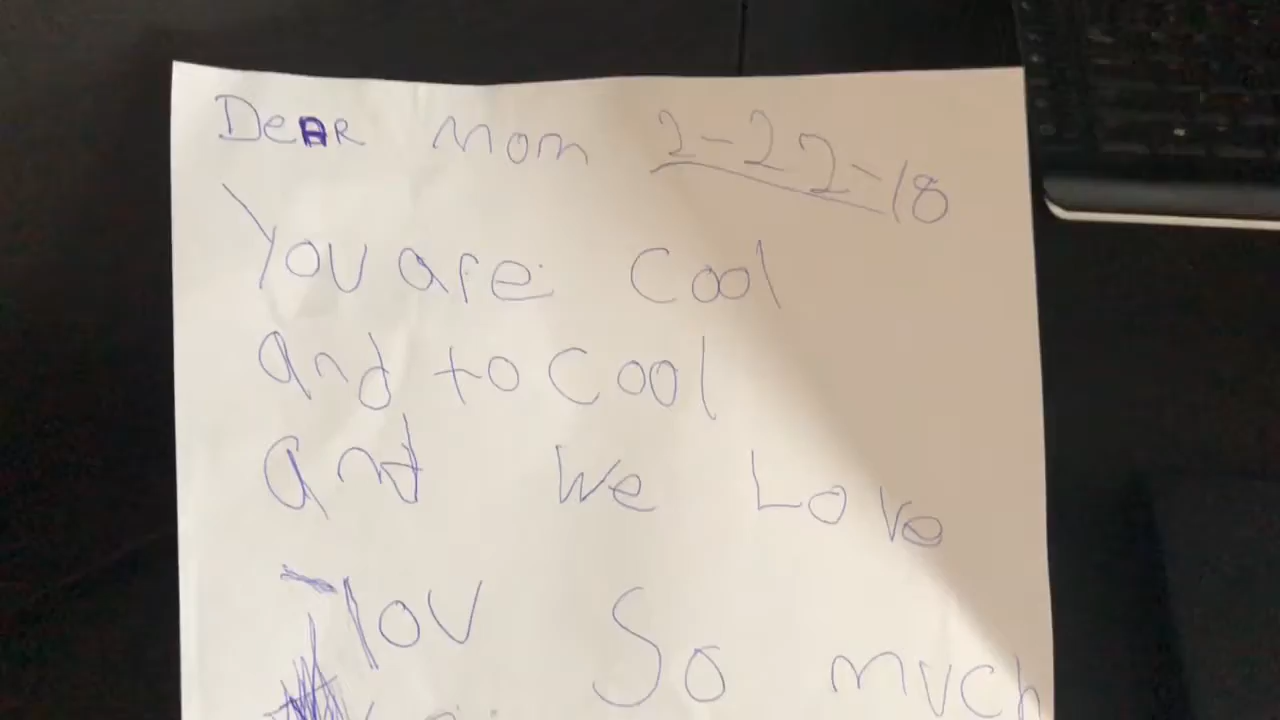 DeAR mom 2-22-18
You are Cool
and to Cool
and We Love
You So much